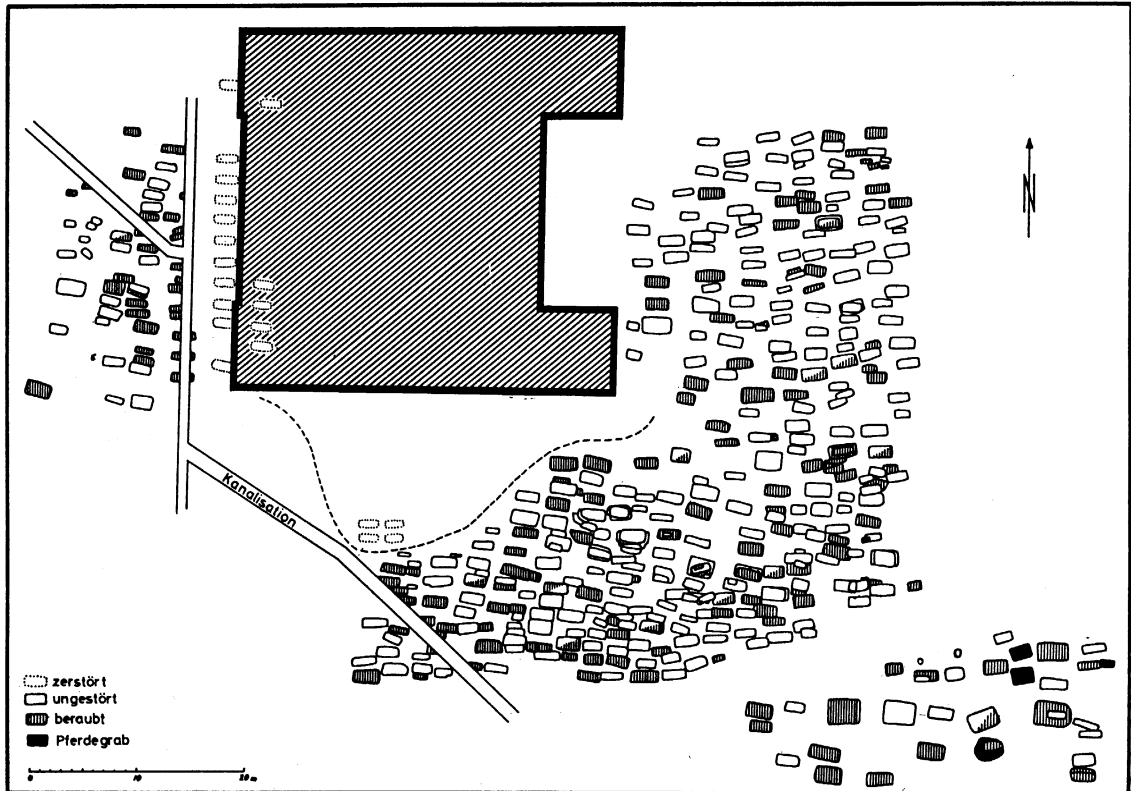 N
Kanalisation
zerstört
ungestört
beraubt
Pferdegrab
0 10 20 m